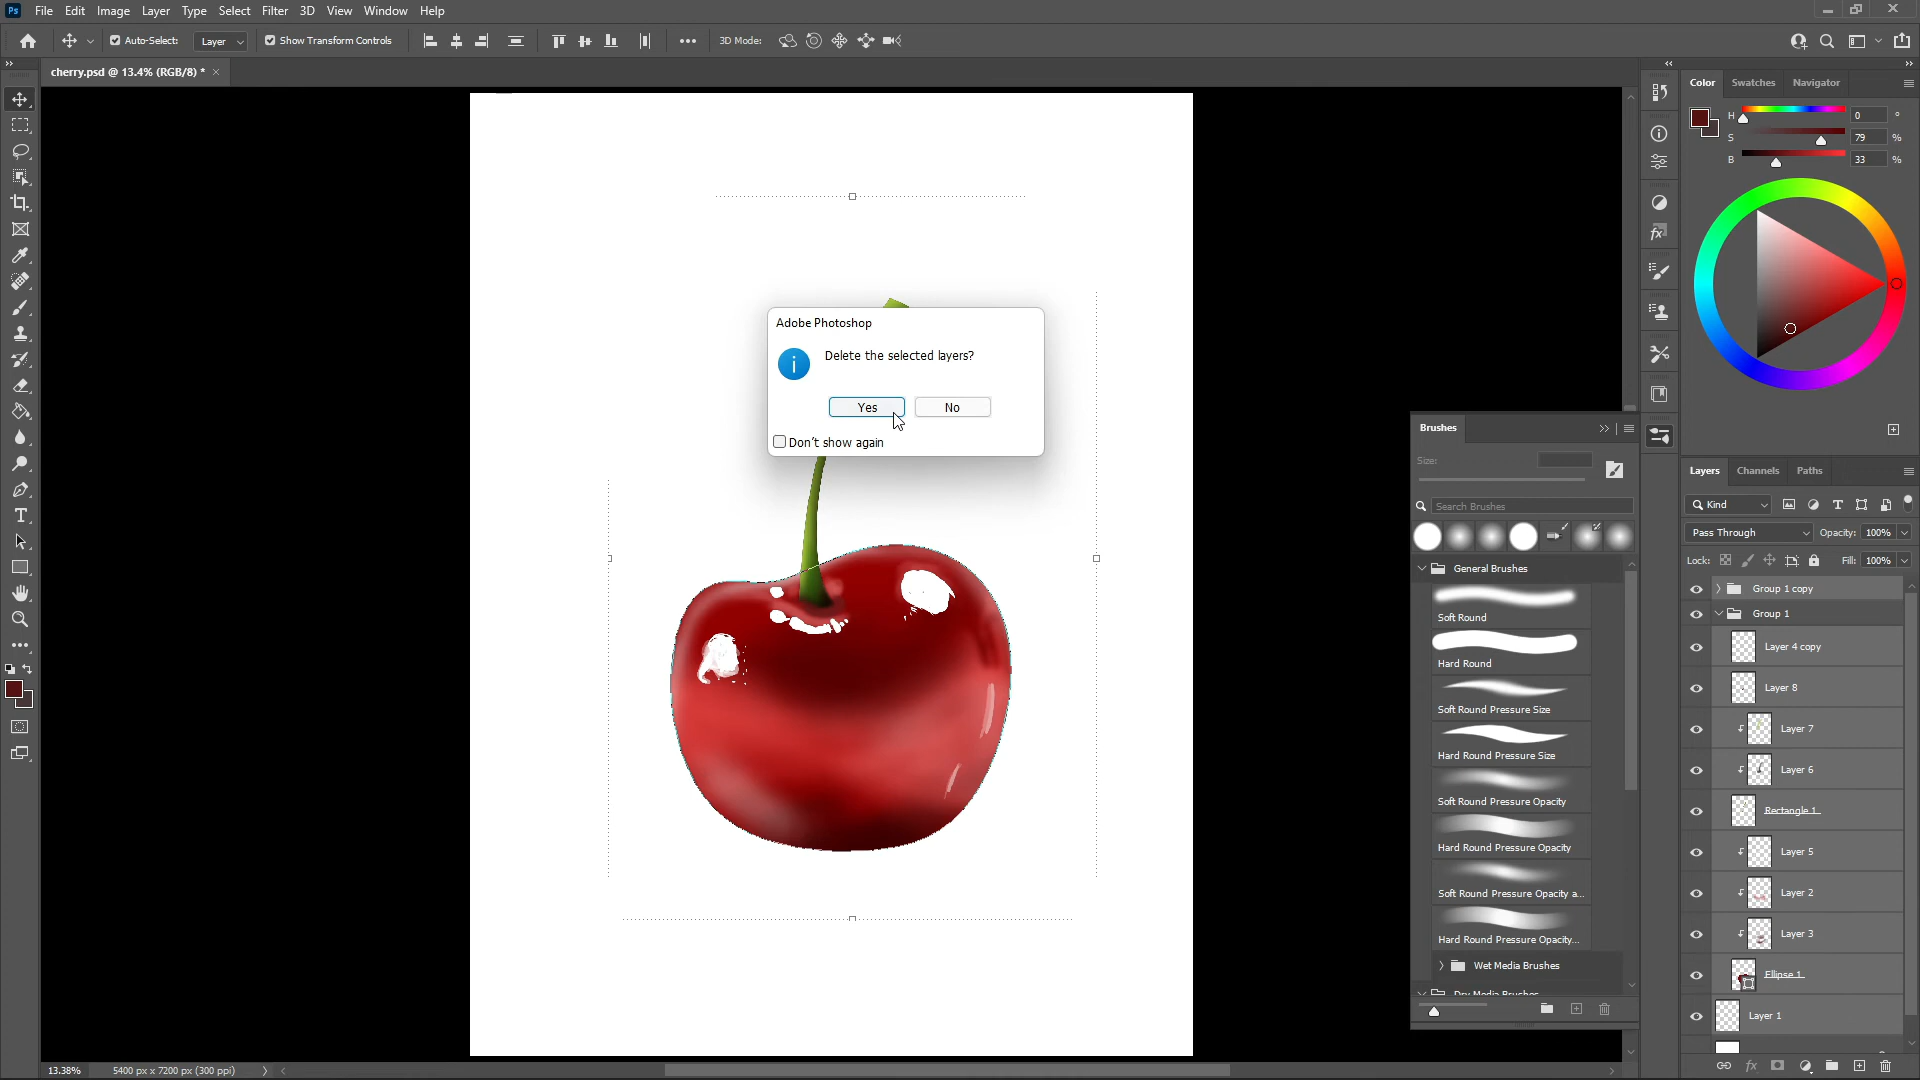 Ps File Edit Image Layer Type Select Filter 3D View Window Help
Auto-Select: Layer Show Transform Controls 3D Mode:
cherry.psd @ 13.4% (RGB/8) * ×
Color Swatches Navigator
H 0 °
S 79 %
B 33 %
Adobe Photoshop
Delete the selected layers?
Yes No
Don't show again
Brushes
Size:
Search Brushes
General Brushes
Soft Round
Hard Round
Soft Round Pressure Size
Hard Round Pressure Size
Soft Round Pressure Opacity
Hard Round Pressure Opacity
Soft Round Pressure Opacity a...
Hard Round Pressure Opacity...
Wet Media Brushes
Dry Media Brushes
Layers Channels Paths
Kind
Pass Through Opacity: 100%
Lock: Fill: 100%
Group 1 copy
Group 1
Layer 4 copy
Layer 8
Layer 7
Layer 6
Rectangle 1
Layer 5
Layer 2
Layer 3
Ellipse 1
Layer 1
13.38% 5400 px x 7200 px (300 ppi)